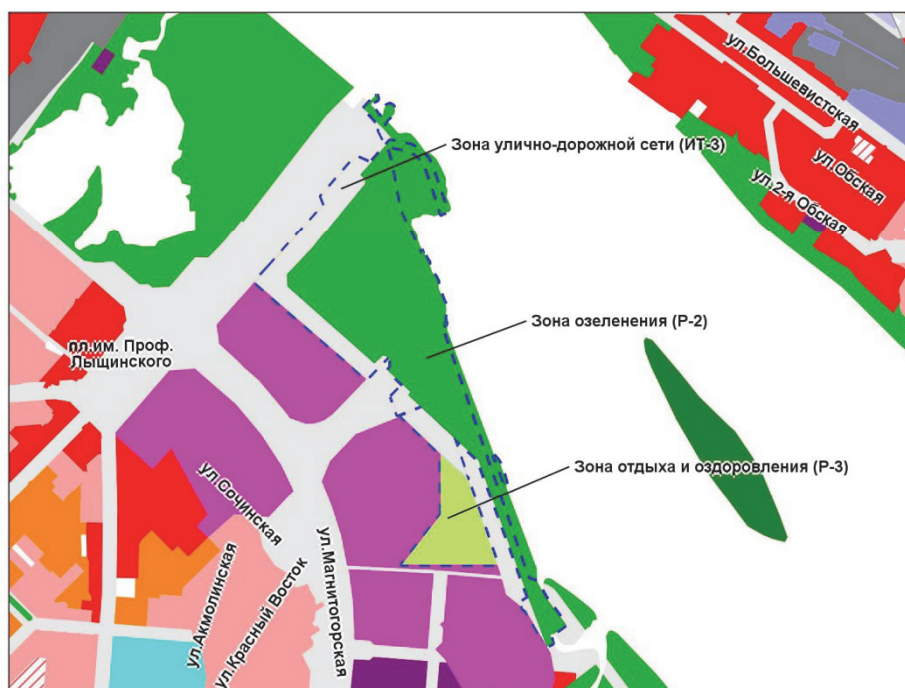 ул.Большевистская
Зона улично-дорожной сети (ИТ-3)
ул.Обская
ул.2-я Обская
Зона озеленения (Р-2)
пл.им. Проф.
Лыщинского
Зона отдыха и оздоровления (Р-3)
ул.Сочинская
ул.Акмолинская
ул.Красный Восток
ул.Магнитогорская